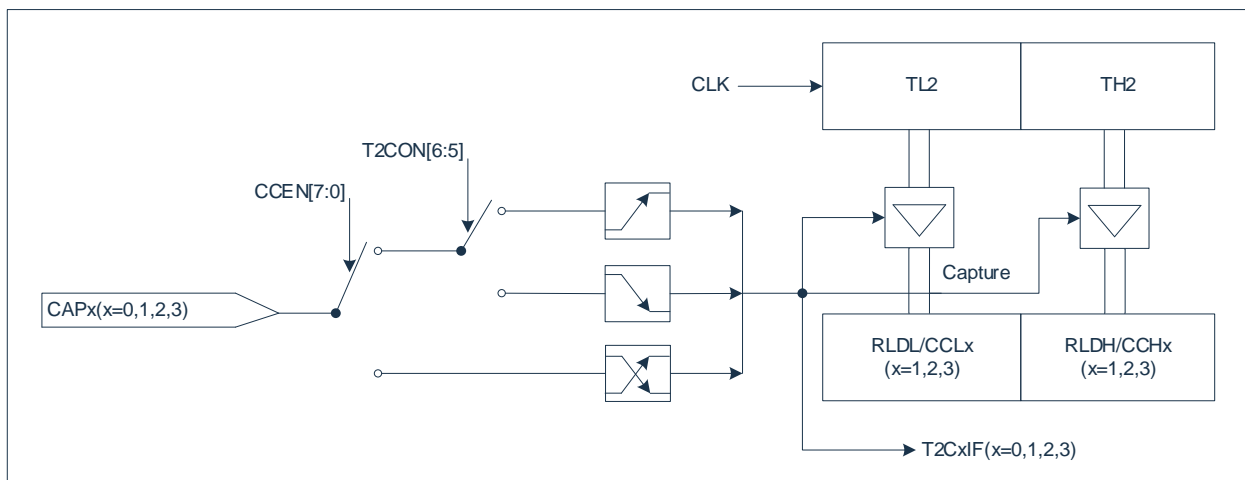 CLK
TL2
TH2
T2CON[6:5]
CCEN[7:0]
Capture
CAPx(x=0,1,2,3)
RLDL/CCLx
(x=1,2,3)
RLDH/CCHx
(x=1,2,3)
T2CxIF(x=0,1,2,3)